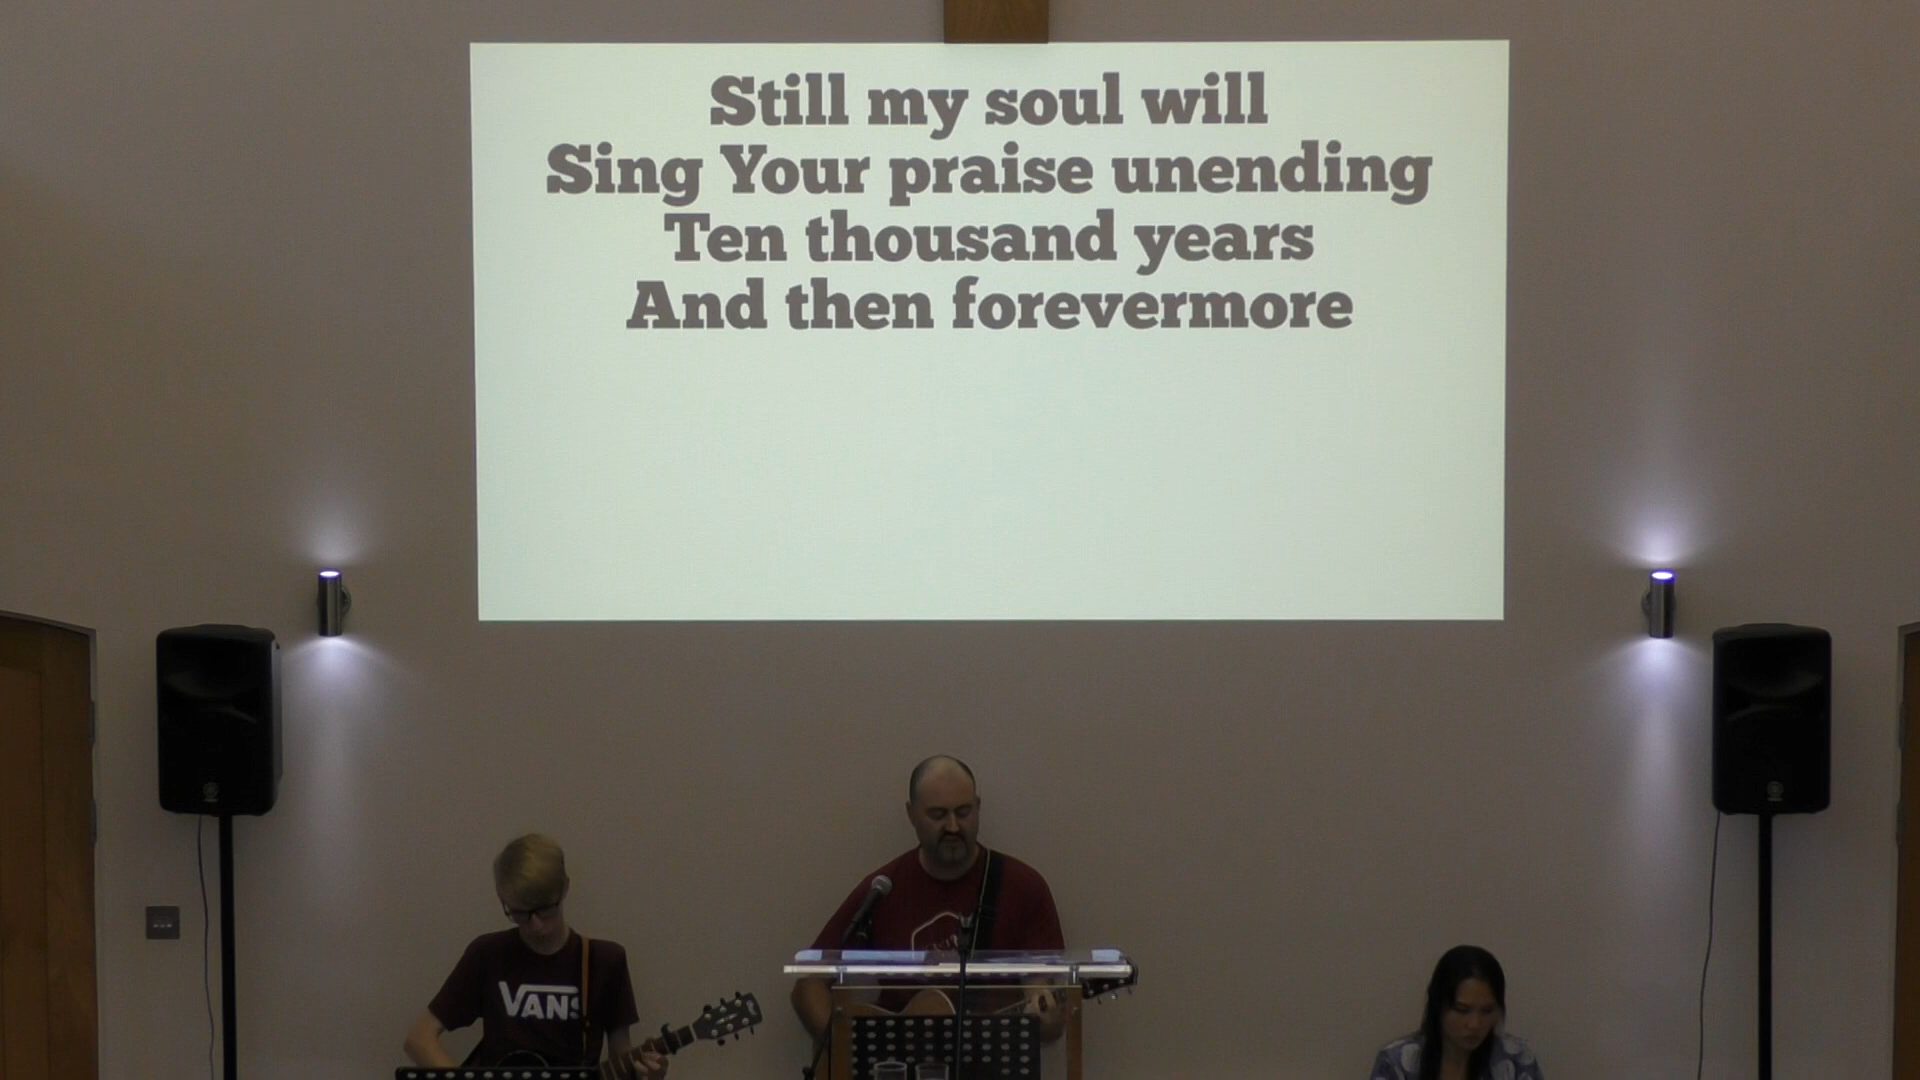 Still my soul will
Sing Your praise unending
Ten thousand years
And then forevermore
VANS